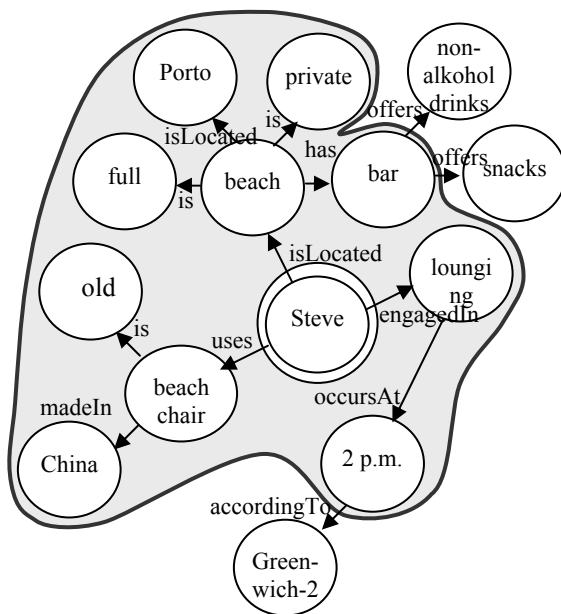 non-
alkohol
drinks
Porto
private
offers
is
isLocated
has
offers
full
beach
bar
snacks
is
isLocated
loungi
ng
old
Steve
engagedIn
is
uses
beach
chair
occursAt
madeIn
China
2 p.m.
accordingTo
Green-
wich-2